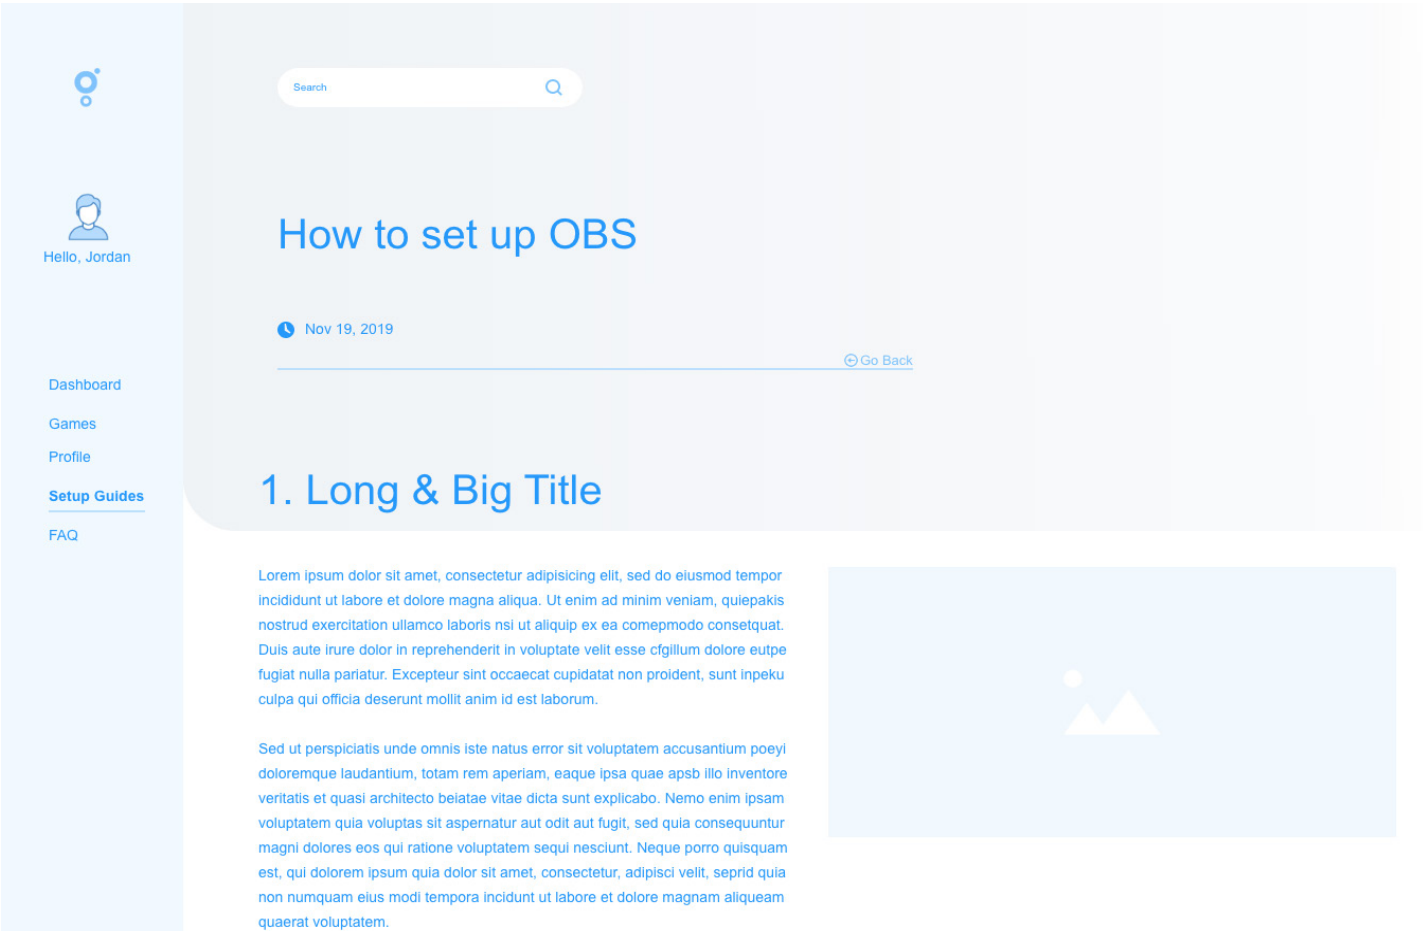 Search
Hello, Jordan
How to set up OBS
Nov 19, 2019
Go Back
Dashboard
Games
Profile
Setup Guides
FAQ
1. Long & Big Title
Lorem ipsum dolor sit amet, consectetur adipisicing elit, sed do eiusmod tempor
incididunt ut labore et dolore magna aliqua. Ut enim ad minim veniam, quiepakis
nostrud exercitation ullamco laboris nsi ut aliquip ex ea comepmodo consetquat.
Duis aute irure dolor in reprehenderit in voluptate velit esse cfgillum dolore eutpe
fugiat nulla pariatur. Excepteur sint occaecat cupidatat non proident, sunt inpeku
culpa qui officia deserunt mollit anim id est laborum.
Sed ut perspiciatis unde omnis iste natus error sit voluptatem accusantium poeyi
doloremque laudantium, totam rem aperiam, eaque ipsa quae apsb illo inventore
veritatis et quasi architecto beiatae vitae dicta sunt explicabo. Nemo enim ipsam
voluptatem quia voluptas sit aspernatur aut odit aut fugit, sed quia consequuntur
magni dolores eos qui ratione voluptatem sequi nesciunt. Neque porro quisquam
est, qui dolorem ipsum quia dolor sit amet, consectetur, adipisci velit, seprid quia
non numquam eius modi tempora incidunt ut labore et dolore magnam aliqueam
quaerat voluptatem.